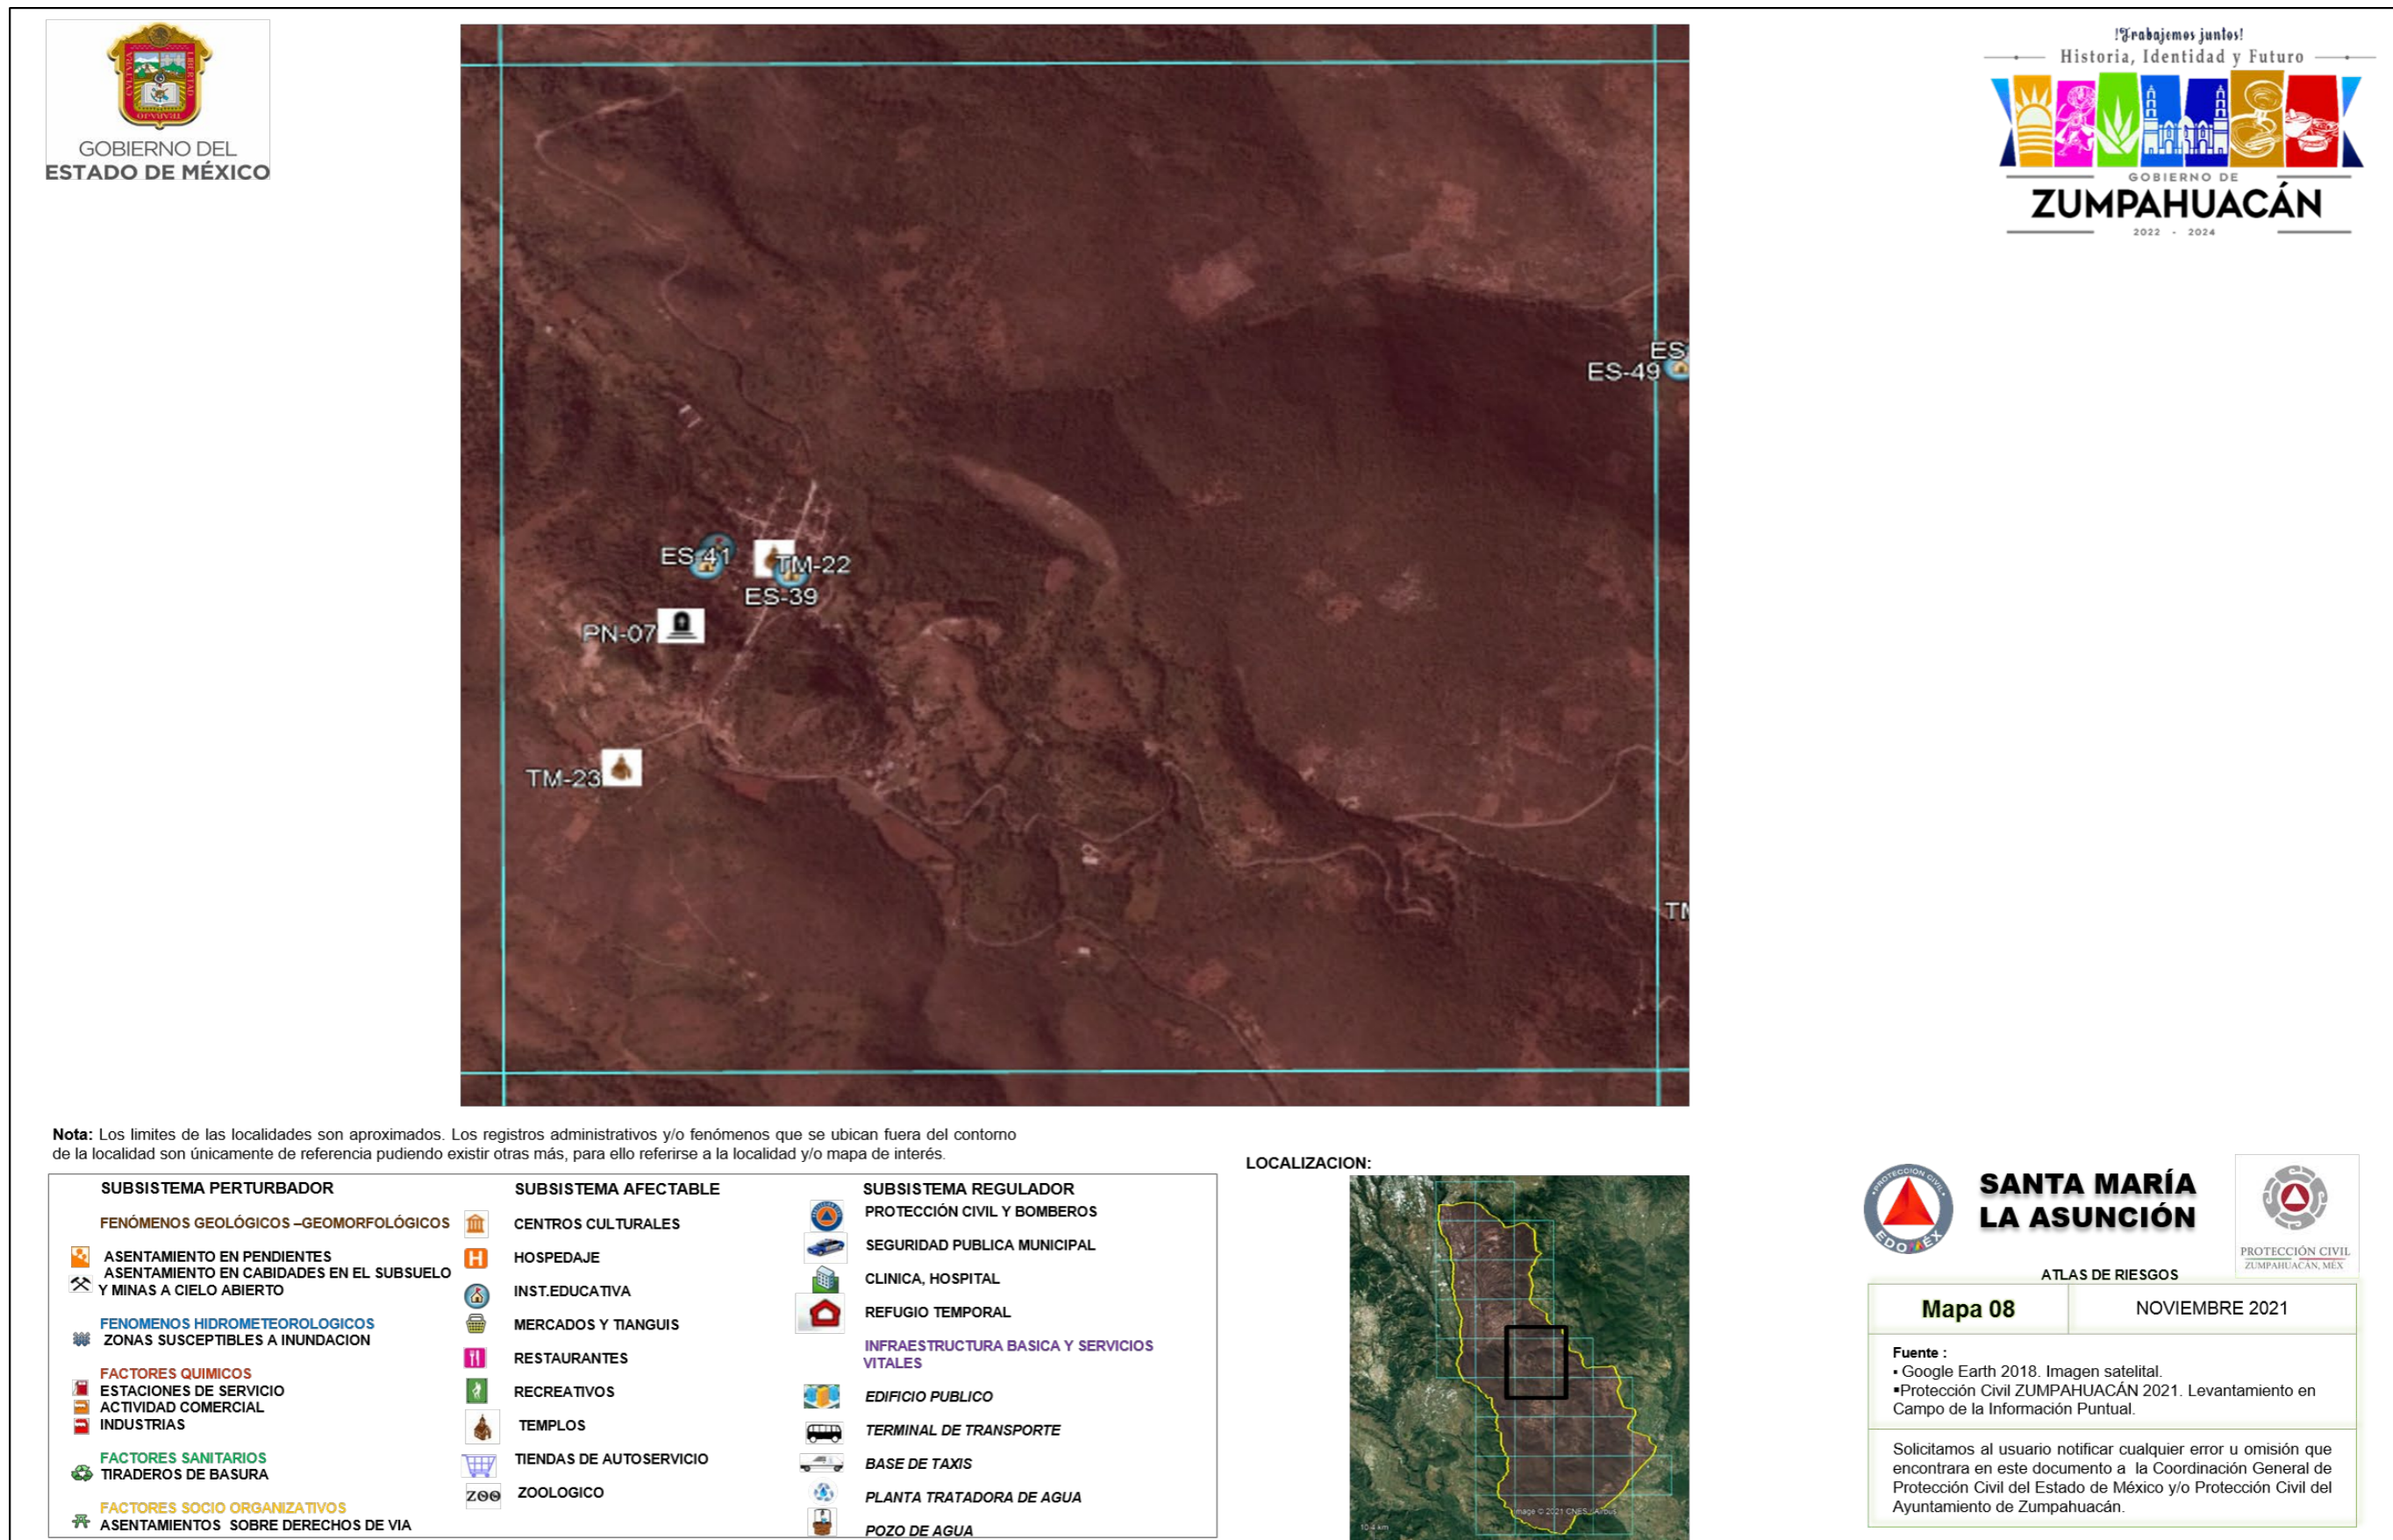 GOBIERNO DEL
ESTADO DE MÉXICO
!Trabajemos juntos!
Historia, Identidad y Futuro
GOBIERNO DE
ZUMPAHUACÁN
2022 - 2024
ES
ES-49
ES-41
TM-22
ES-39
PN-07
TM-23
Nota: Los limites de las localidades son aproximados. Los registros administrativos y/o fenómenos que se ubican fuera del contorno
de la localidad son únicamente de referencia pudiendo existir otras más, para ello referirse a la localidad y/o mapa de interés.
SUBSISTEMA PERTURBADOR
FENÓMENOS GEOLÓGICOS –GEOMORFOLÓGICOS
ASENTAMIENTO EN PENDIENTES
ASENTAMIENTO EN CABIDADES EN EL SUBSUELO
Y MINAS A CIELO ABIERTO
FENOMENOS HIDROMETEOROLOGICOS
ZONAS SUSCEPTIBLES A INUNDACION
FACTORES QUIMICOS
ESTACIONES DE SERVICIO
ACTIVIDAD COMERCIAL
INDUSTRIAS
FACTORES SANITARIOS
TIRADEROS DE BASURA
FACTORES SOCIO ORGANIZATIVOS
ASENTAMIENTOS SOBRE DERECHOS DE VIA
SUBSISTEMA AFECTABLE
CENTROS CULTURALES
H
HOSPEDAJE
INST.EDUCATIVA
MERCADOS Y TIANGUIS
RESTAURANTES
RECREATIVOS
TEMPLOS
TIENDAS DE AUTOSERVICIO
ZOO
ZOOLOGICO
SUBSISTEMA REGULADOR
PROTECCIÓN CIVIL Y BOMBEROS
SEGURIDAD PUBLICA MUNICIPAL
CLINICA, HOSPITAL
REFUGIO TEMPORAL
INFRAESTRUCTURA BASICA Y SERVICIOS
VITALES
EDIFICIO PUBLICO
TERMINAL DE TRANSPORTE
BASE DE TAXIS
PLANTA TRATADORA DE AGUA
POZO DE AGUA
LOCALIZACION:
PROTECCIÓN CIVIL
EDOMÉX
SANTA MARÍA
LA ASUNCIÓN
PROTECCIÓN CIVIL
ZUMPAHUACÁN, MÉX
ATLAS DE RIESGOS
Mapa 08
NOVIEMBRE 2021
Fuente :
▪ Google Earth 2018. Imagen satelital.
▪Protección Civil ZUMPAHUACÁN 2021. Levantamiento en
Campo de la Información Puntual.
Solicitamos al usuario notificar cualquier error u omisión que
encontrara en este documento a la Coordinación General de
Protección Civil del Estado de México y/o Protección Civil del
Ayuntamiento de Zumpahuacán.